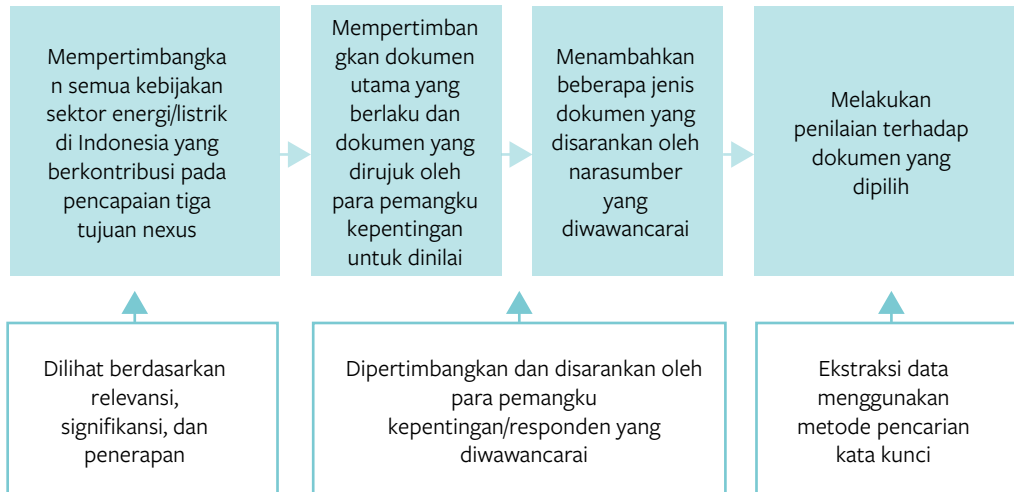 Mempertimbangka
n semua kebijakan
sektor energi/listrik
di Indonesia yang
berkontribusi pada
pencapaian tiga
tujuan nexus
Mempertimban
gkan dokumen
utama yang
berlaku dan
dokumen yang
dirujuk oleh
para pemangku
kepentingan
untuk dinilai
Menambahkan
beberapa jenis
dokumen yang
disarankan oleh
narasumber
yang
diwawancarai
Melakukan
penilaian terhadap
dokumen yang
dipilih
Dilihat berdasarkan
relevansi,
signifikansi, dan
penerapan
Dipertimbangkan dan disarankan oleh
para pemangku
kepentingan/responden yang
diwawancarai
Ekstraksi data
menggunakan
metode pencarian
kata kunci